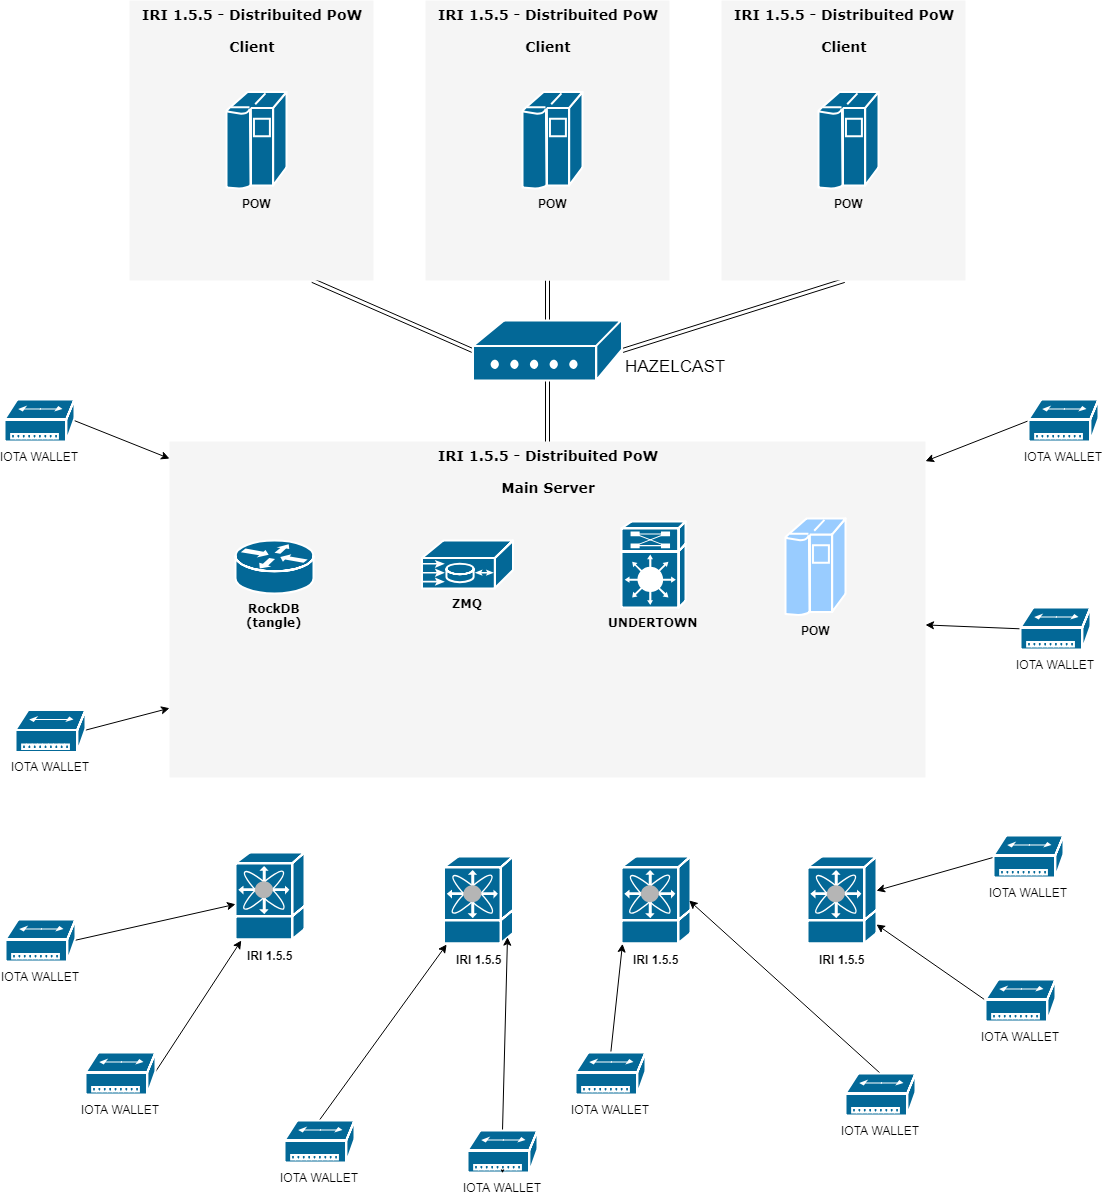 IRI 1.5.5 - Distribuited PoW
Client
POW
IRI 1.5.5 - Distribuited PoW
Client
POW
IRI 1.5.5 - Distribuited PoW
Client
POW
HAZELCAST
IOTA WALLET
IOTA WALLET
IRI 1.5.5 - Distribuited PoW
Main Server
RockDB
(tangle)
ZMQ
UNDERTOWN
POW
IOTA WALLET
IOTA WALLET
IRI 1.5.5
IRI 1.5.5
IRI 1.5.5
IRI 1.5.5
IOTA WALLET
IOTA WALLET
IOTA WALLET
IOTA WALLET
IOTA WALLET
IOTA WALLET
IOTA WALLET
IOTA WALLET